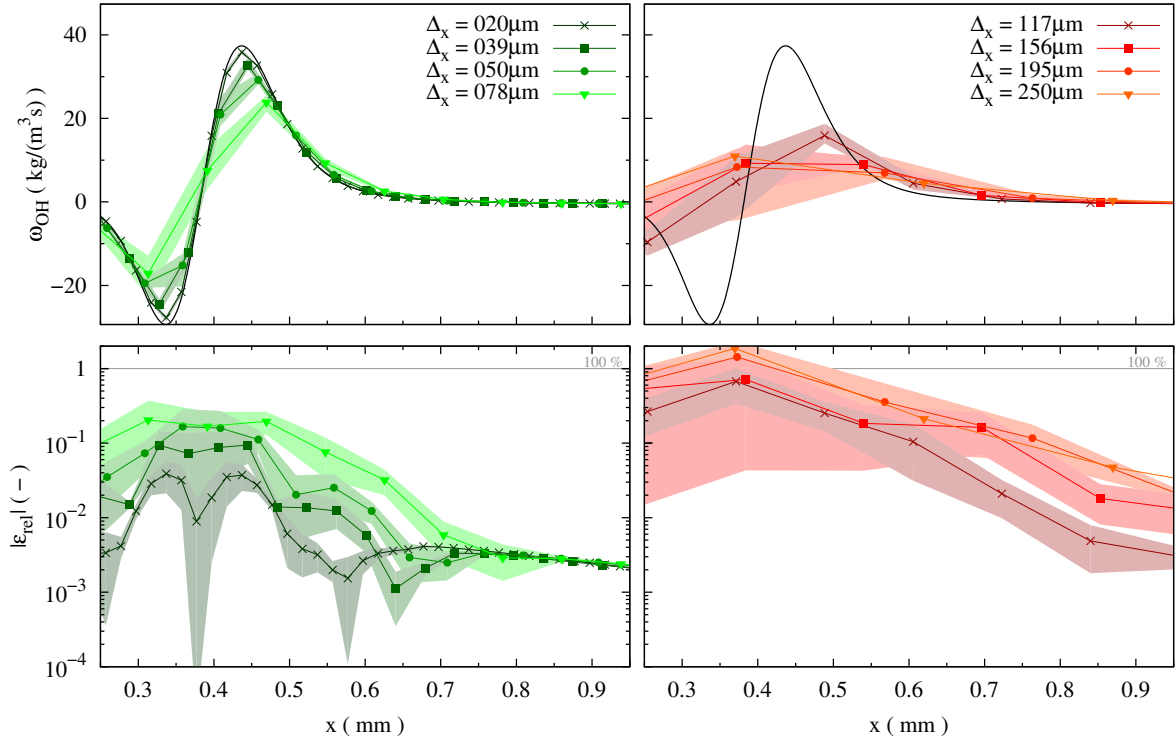 Δx = 020μm
Δx = 039μm
Δx = 050μm
Δx = 078μm
40
20
0
−20
ωOH ( kg/(m³s) )
Δx = 117μm
Δx = 156μm
Δx = 195μm
Δx = 250μm
100 %
100 %
1
10⁻¹
10⁻²
10⁻³
10⁻⁴
|εrel| ( − )
0.3 0.4 0.5 0.6 0.7 0.8 0.9
0.3 0.4 0.5 0.6 0.7 0.8 0.9
x ( mm )
x ( mm )